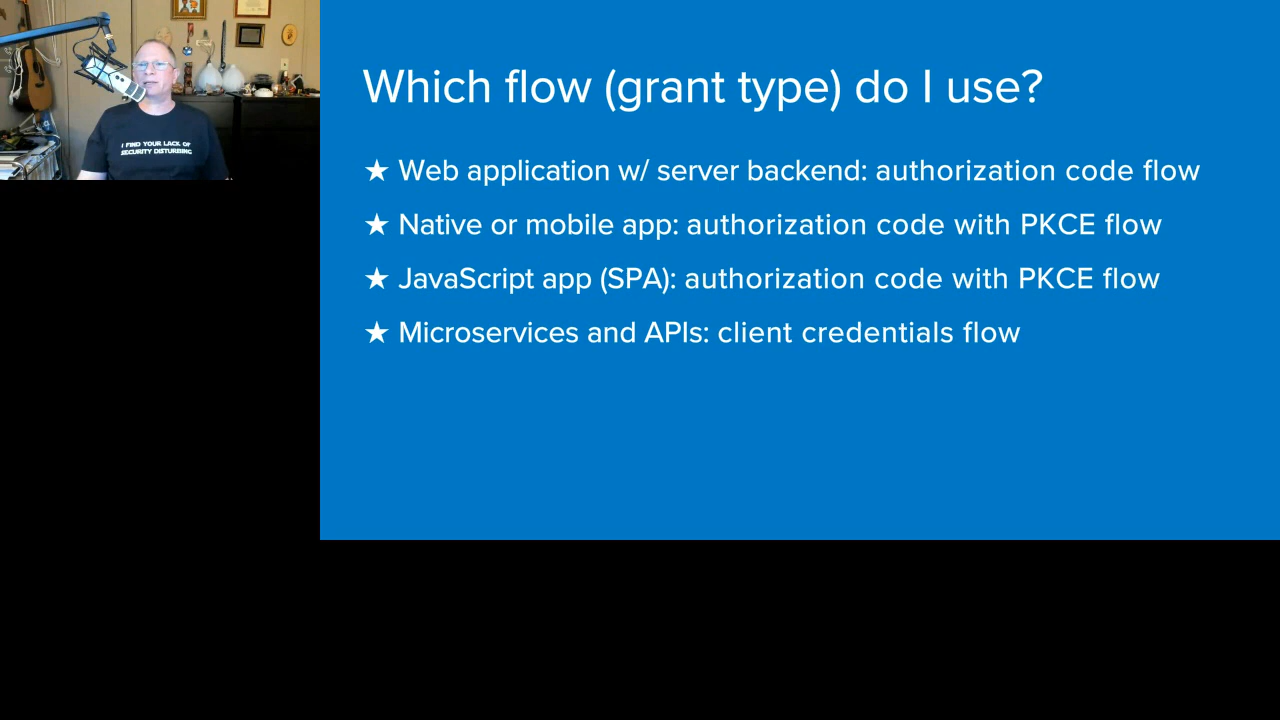 I FIND YOUR LACK OF
SECURITY DISTURBING
Which flow (grant type) do I use?
★ Web application w/ server backend: authorization code flow
★ Native or mobile app: authorization code with PKCE flow
★ JavaScript app (SPA): authorization code with PKCE flow
★ Microservices and APIs: client credentials flow